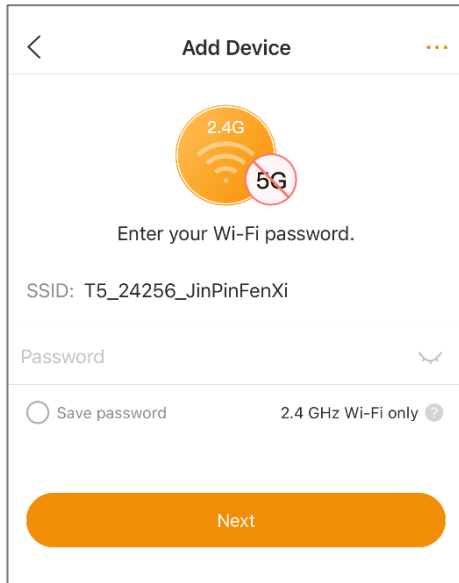 Add Device
2.4G
5G
Enter your Wi-Fi password.
SSID: T5_24256_JinPinFenXi
Password
Save password 2.4 GHz Wi-Fi only ?
Next